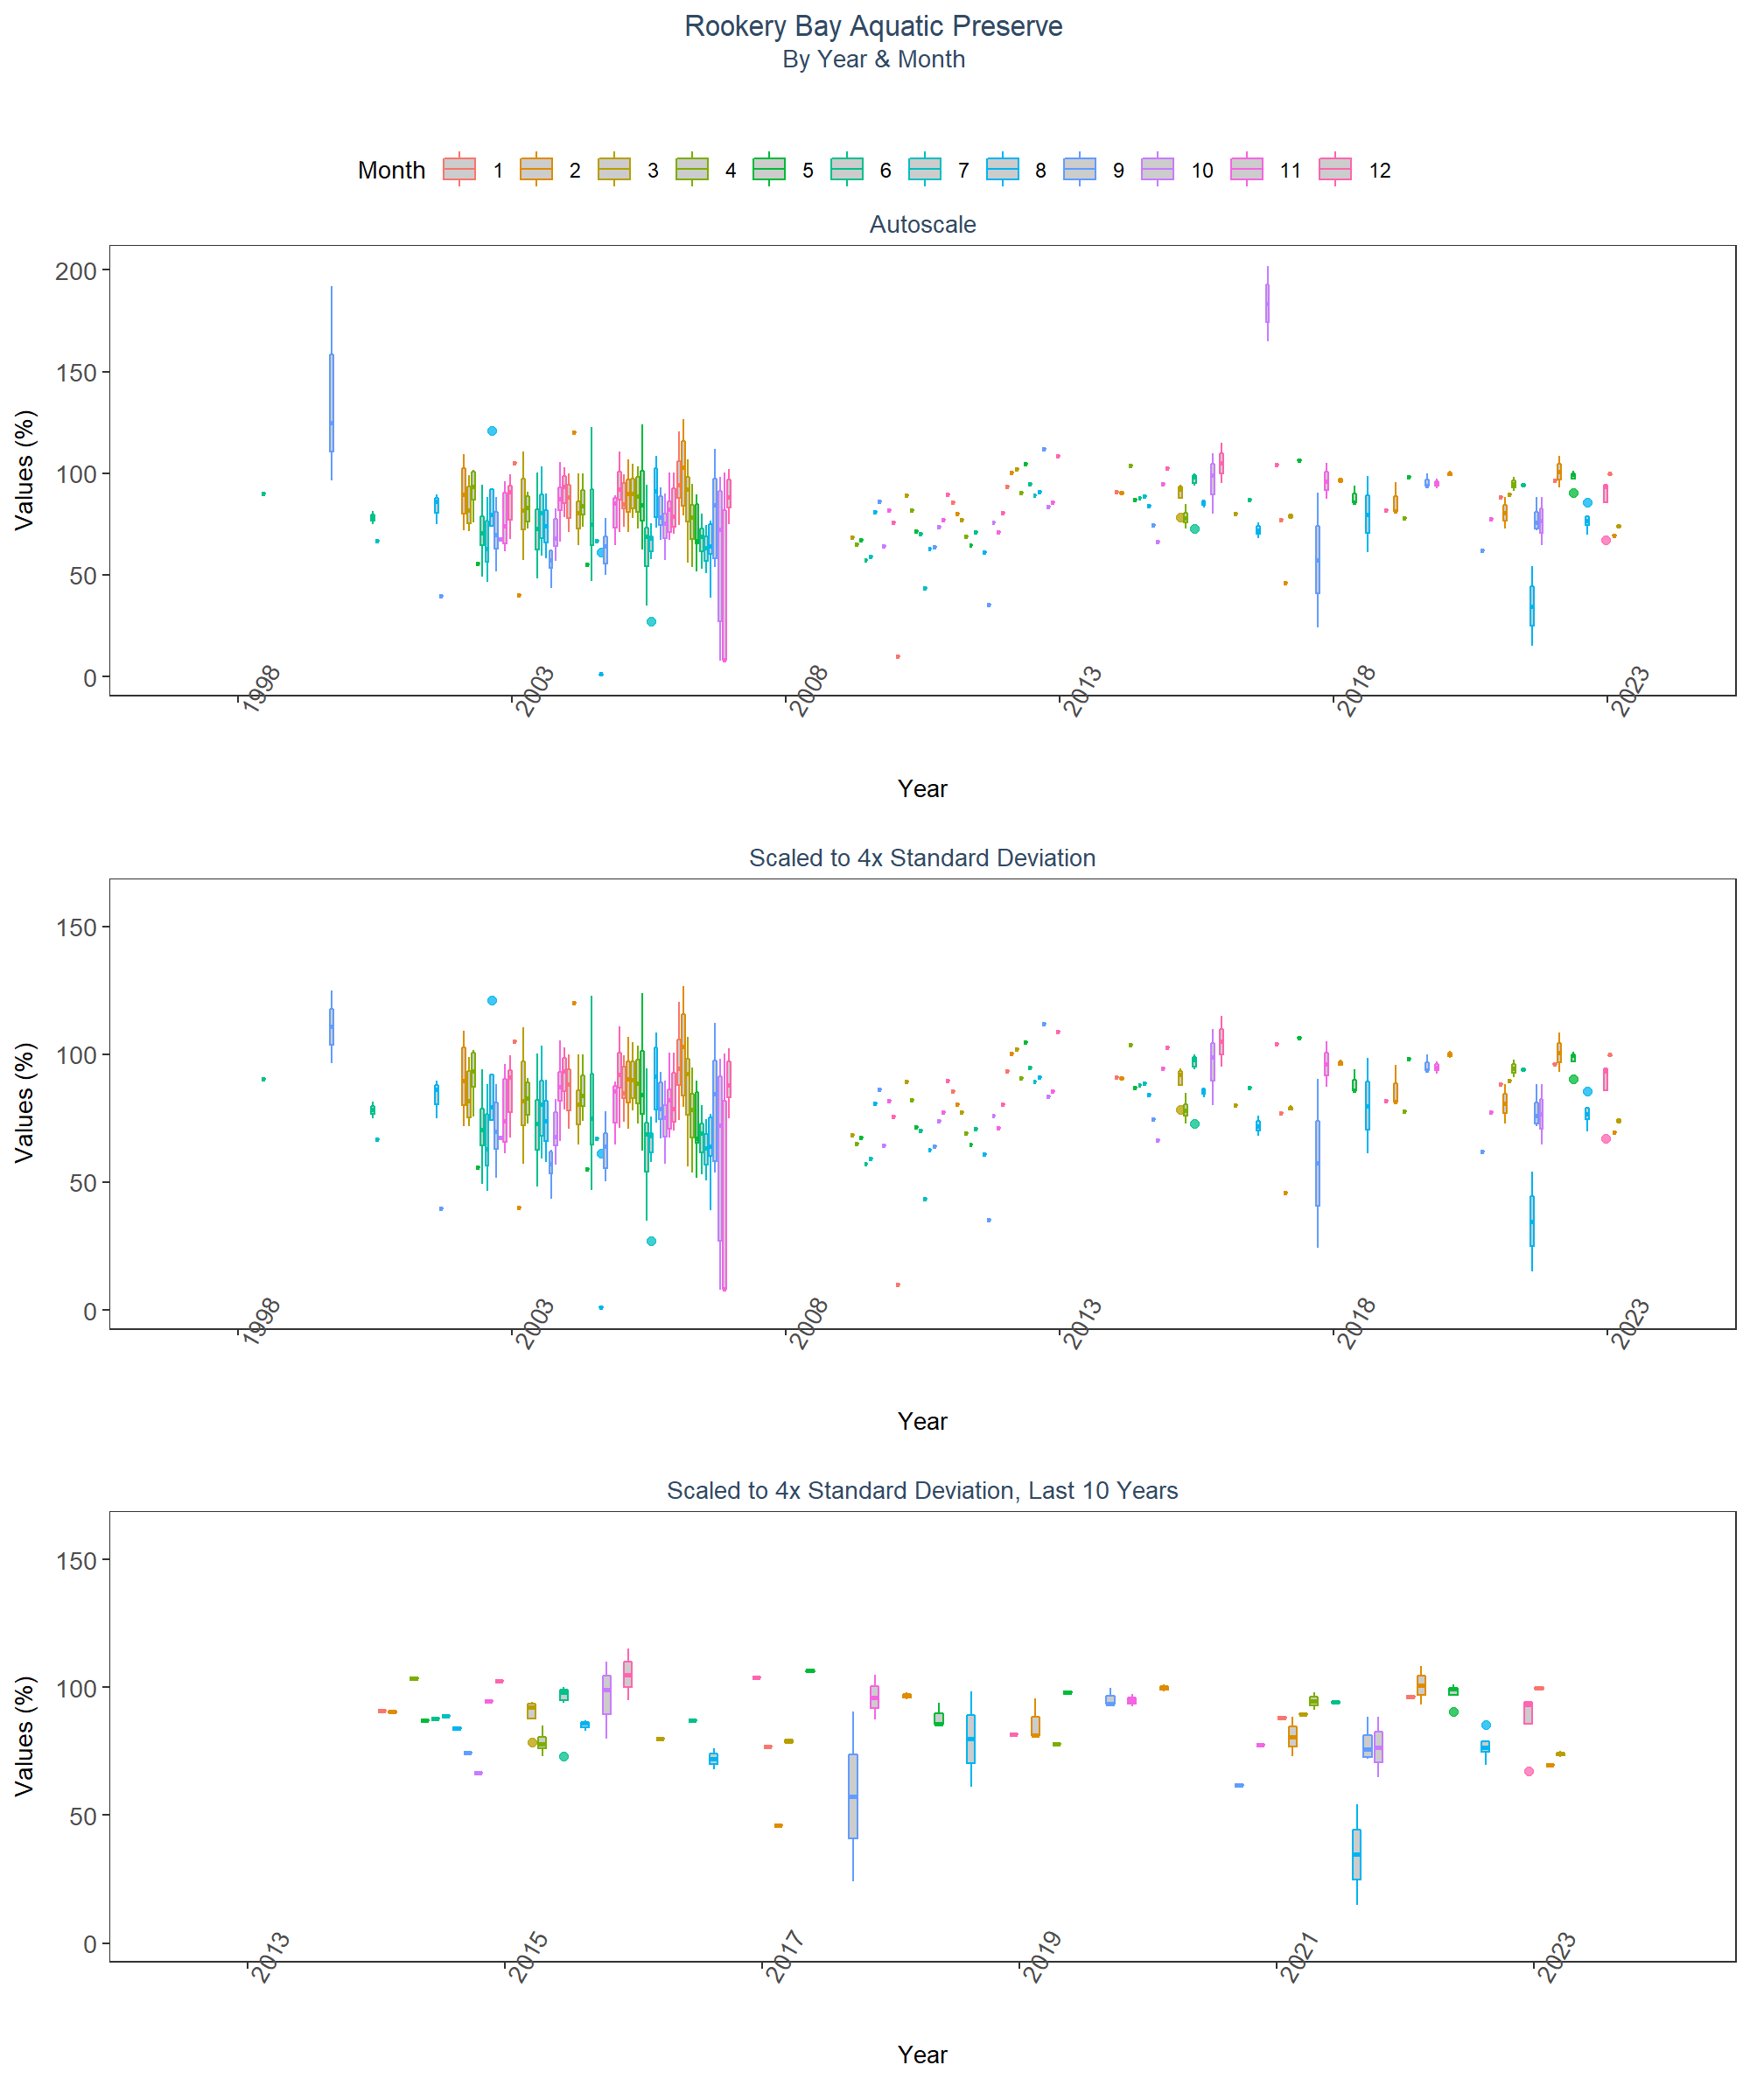 Rookery Bay Aquatic Preserve
By Year & Month
Month 1 2 3 4 5 6 7 8 9 10 11 12
Autoscale
Values (%)
200
150
100
50
0
1998 2003 2008 2013 2018 2023
Year
Scaled to 4x Standard Deviation
Values (%)
150
100
50
0
1998 2003 2008 2013 2018 2023
Year
Scaled to 4x Standard Deviation, Last 10 Years
Values (%)
150
100
50
0
2013 2015 2017 2019 2021 2023
Year